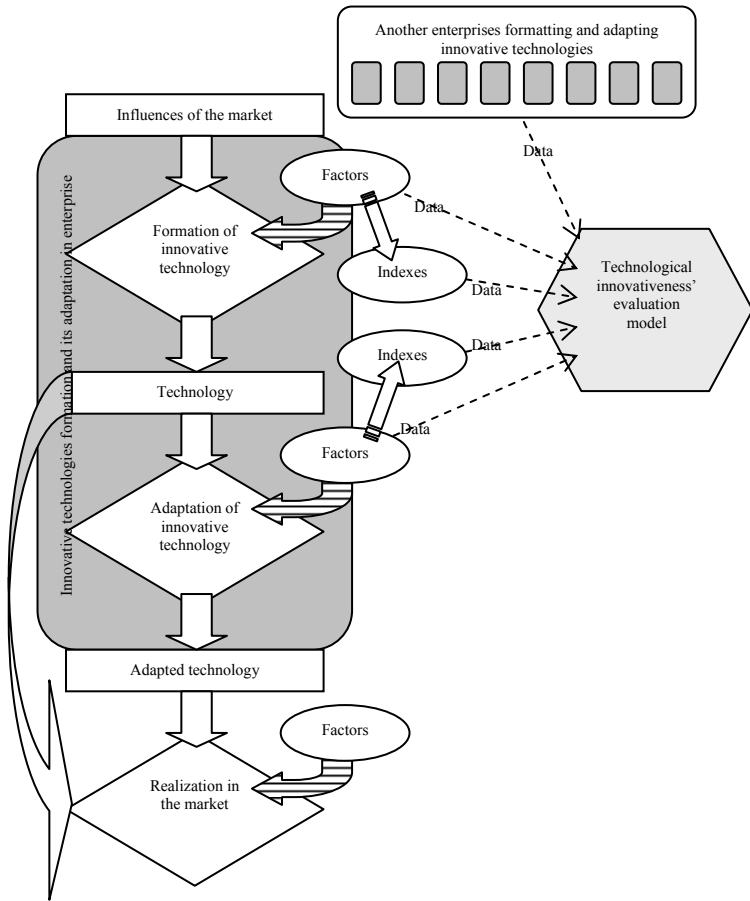 Another enterprises formatting and adapting
innovative technologies
Influences of the market
Data
Factors
Data
Formation of
innovative
technology
Technological
innovativeness’
evaluation
model
Indexes
Data
Indexes
Data
Innovative technologies formation and its adaptation in enterprise
Technology
Data
Factors
Adaptation of
innovative
technology
Adapted technology
Factors
Realization in
the market